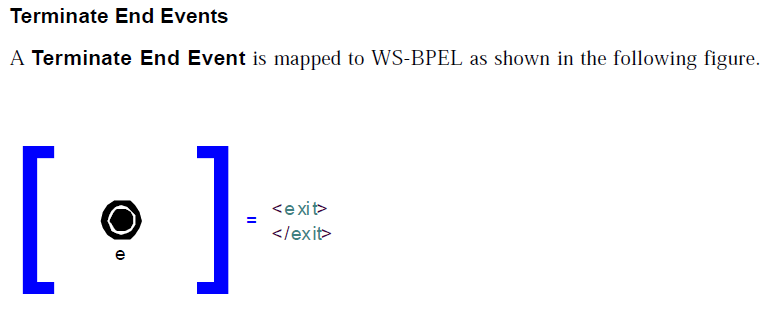 Terminate End Events
A Terminate End Event is mapped to WS-BPEL as shown in the following figure.
[ ] = <exit>
</exit>
e